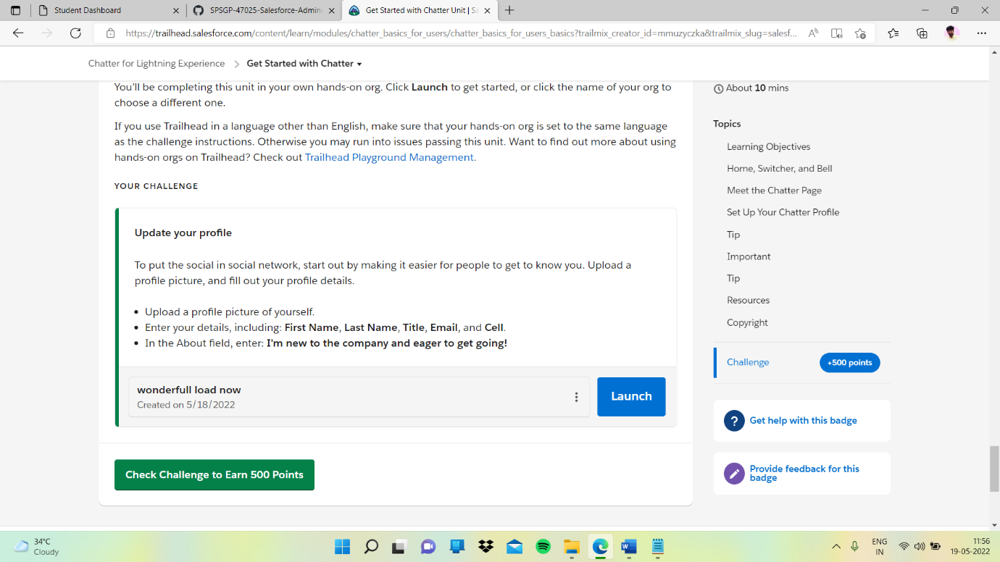 Student Dashboard
SPSGP-47025-Salesforce-Admini
Get Started with Chatter Unit | Sa
https://trailhead.salesforce.com/content/learn/modules/chatter_basics_for_users/chatter_basics_for_users_basics?trailmix_creator_id=mmuzyczka&trailmix_slug=salesf...
Chatter for Lightning Experience > Get Started with Chatter
You'll be completing this unit in your own hands-on org. Click Launch to get started, or click the name of your org to
choose a different one.
If you use Trailhead in a language other than English, make sure that your hands-on org is set to the same language
as the challenge instructions. Otherwise you may run into issues passing this unit. Want to find out more about using
hands-on orgs on Trailhead? Check out Trailhead Playground Management.
YOUR CHALLENGE
Update your profile
To put the social in social network, start out by making it easier for people to get to know you. Upload a
profile picture, and fill out your profile details.
• Upload a profile picture of yourself.
• Enter your details, including: First Name, Last Name, Title, Email, and Cell.
• In the About field, enter: I'm new to the company and eager to get going!
wonderfull load now
Created on 5/18/2022
Launch
Check Challenge to Earn 500 Points
About 10 mins
Topics
Learning Objectives
Home, Switcher, and Bell
Meet the Chatter Page
Set Up Your Chatter Profile
Tip
Important
Tip
Resources
Copyright
Challenge
+500 points
? Get help with this badge
Provide feedback for this
badge
34°C
Cloudy
ENG
IN
11:56
19-05-2022